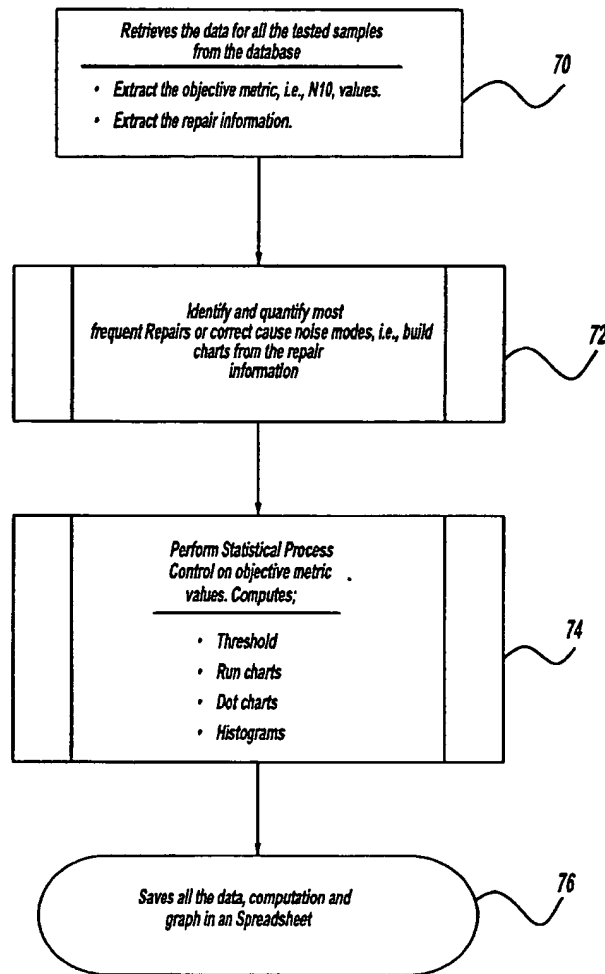 Retrieves the data for all the tested samples
from the database
• Extract the objective metric, i.e., N10, values.
• Extract the repair information.
70
Identify and quantify most
frequent Repairs or correct cause noise modes, i.e., build
charts from the repair
information
72
Perform Statistical Process
Control on objective metric
values. Computes;
• Threshold
• Run charts
• Dot charts
• Histograms
74
Saves all the data, computation and
graph in an Spreadsheet
76